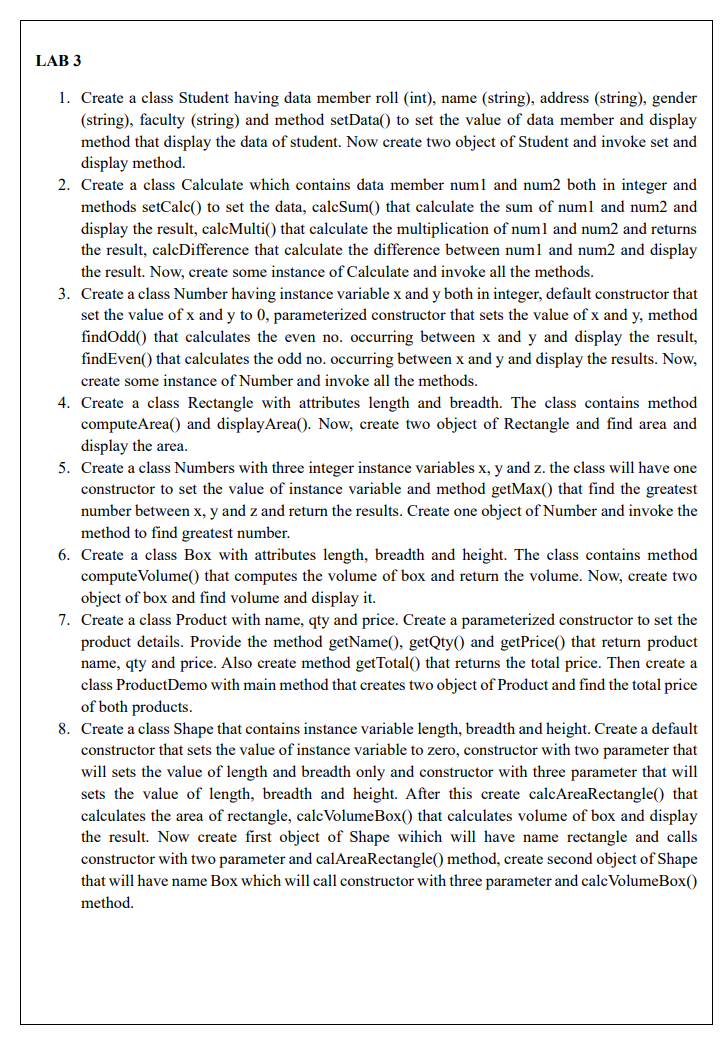 LAB 3
1. Create a class Student having data member roll (int), name (string), address (string), gender
(string), faculty (string) and method setData() to set the value of data member and display
method that display the data of student. Now create two object of Student and invoke set and
display method.
2. Create a class Calculate which contains data member num1 and num2 both in integer and
methods setCalc() to set the data, calcSum() that calculate the sum of num1 and num2 and
display the result, calcMulti() that calculate the multiplication of num1 and num2 and returns
the result, calcDifference that calculate the difference between num1 and num2 and display
the result. Now, create some instance of Calculate and invoke all the methods.
3. Create a class Number having instance variable x and y both in integer, default constructor that
set the value of x and y to 0, parameterized constructor that sets the value of x and y, method
findOdd() that calculates the even no. occurring between x and y and display the result,
findEven() that calculates the odd no. occurring between x and y and display the results. Now,
create some instance of Number and invoke all the methods.
4. Create a class Rectangle with attributes length and breadth. The class contains method
computeArea() and displayArea(). Now, create two object of Rectangle and find area and
display the area.
5. Create a class Numbers with three integer instance variables x, y and z. the class will have one
constructor to set the value of instance variable and method getMax() that find the greatest
number between x, y and z and return the results. Create one object of Number and invoke the
method to find greatest number.
6. Create a class Box with attributes length, breadth and height. The class contains method
computeVolume() that computes the volume of box and return the volume. Now, create two
object of box and find volume and display it.
7. Create a class Product with name, qty and price. Create a parameterized constructor to set the
product details. Provide the method getName(), getQty() and getPrice() that return product
name, qty and price. Also create method getTotal() that returns the total price. Then create a
class ProductDemo with main method that creates two object of Product and find the total price
of both products.
8. Create a class Shape that contains instance variable length, breadth and height. Create a default
constructor that sets the value of instance variable to zero, constructor with two parameter that
will sets the value of length and breadth only and constructor with three parameter that will
sets the value of length, breadth and height. After this create calcAreaRectangle() that
calculates the area of rectangle, calcVolumeBox() that calculates volume of box and display
the result. Now create first object of Shape wihich will have name rectangle and calls
constructor with two parameter and calAreaRectangle() method, create second object of Shape
that will have name Box which will call constructor with three parameter and calcVolumeBox()
method.